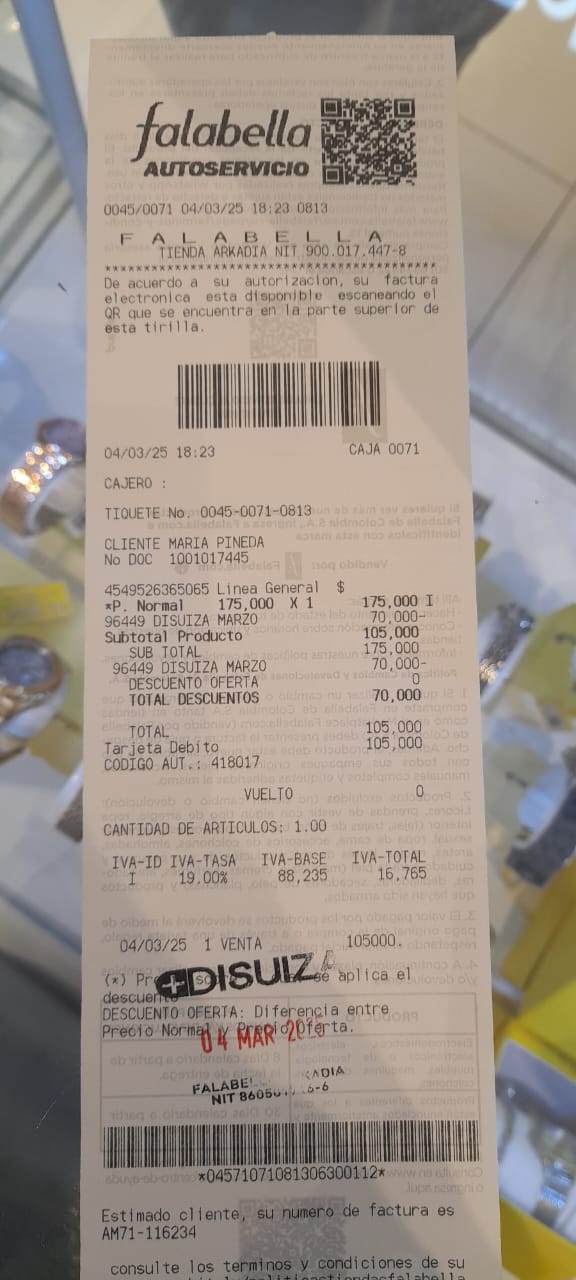 falabella
AUTOSERVICIO
0045/0071 04/03/25 18:23 0813
F A L A B E L L A
TIENDA ARKADIA NIT 900.017.447-8
****************************************
De acuerdo a su autorizacion, su factura
electronica esta disponible escaneando el
QR que se encuentra en la parte superior de
esta tirilla.
04/03/25 18:23 CAJA 0071
CAJERO :
TIQUETE No. 0045-0071-0813
CLIENTE MARIA PINEDA
No DOC 1001017445
4549526365065 Linea General $
*P. Normal 175,000 X 1 175,000 I
96449 DISUIZA MARZO 70,000-
Subtotal Producto 105,000
SUB TOTAL 175,000
96449 DISUIZA MARZO 70,000-
DESCUENTO OFERTA 0
TOTAL DESCUENTOS 70,000
TOTAL 105,000
Tarjeta Debito 105,000
CODIGO AUT.: 418017
VUELTO 0
CANTIDAD DE ARTICULOS: 1.00
IVA-ID IVA-TASA IVA-BASE IVA-TOTAL
I 19.00% 88,235 16,765
04/03/25 1 VENTA 105000.
(*) se aplica el
DISUIZA
descuento
DESCUENTO OFERTA: Diferencia entre
Precio Normal y Precio Oferta.
04 MAR
NIT
*04571071081306300112*
Estimado cliente, su numero de factura es
AM71-116234
consulte los terminos y condiciones de su